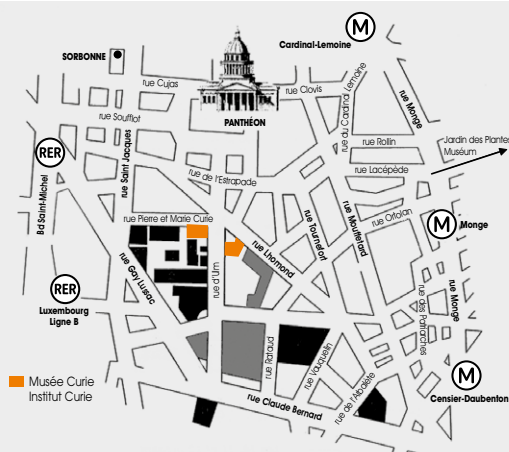 M
Cardinal-Lemoine
SORBONNE
rue Cujas
rue Clovis
PANTHÉON
rue Soufflot
rue du Cardinal Lemoine
rue Monge
rue Rollin
Jardin des Plantes
Muséum
rue Lacépède
RER
Bd Saint-Michel
rue Saint Jacques
rue de l'Estrapade
rue Pierre et Marie Curie
rue Tournefort
rue Mouffetard
rue Ortolan
M
Monge
rue Lhomond
rue Gay Lussac
rue d'Ulm
RER
Luxembourg
Ligne B
rue des Patriarches
rue Monge
rue Rataud
rue Vauquelin
rue de l'Arbalète
M
Censier-Daubenton
Musée Curie
Institut Curie
rue Claude Bernard